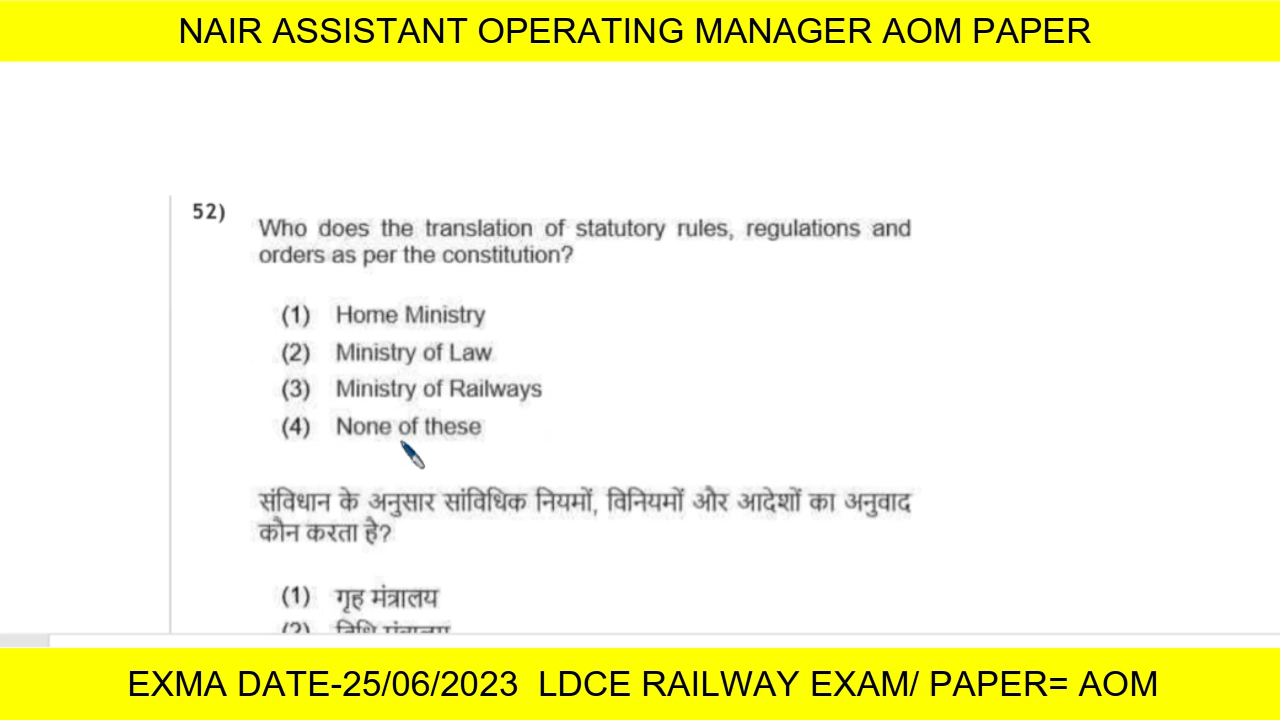 NAIR ASSISTANT OPERATING MANAGER AOM PAPER
52)
Who does the translation of statutory rules, regulations and
orders as per the constitution?
(1) Home Ministry
(2) Ministry of Law
(3) Ministry of Railways
(4) None of these
संविधान के अनुसार सांविधिक नियमों, विनियमों और आदेशों का अनुवाद
कौन करता है?
(1) गृह मंत्रालय
(2) विधि मंत्रालय
EXMA DATE-25/06/2023 LDCE RAILWAY EXAM/ PAPER= AOM